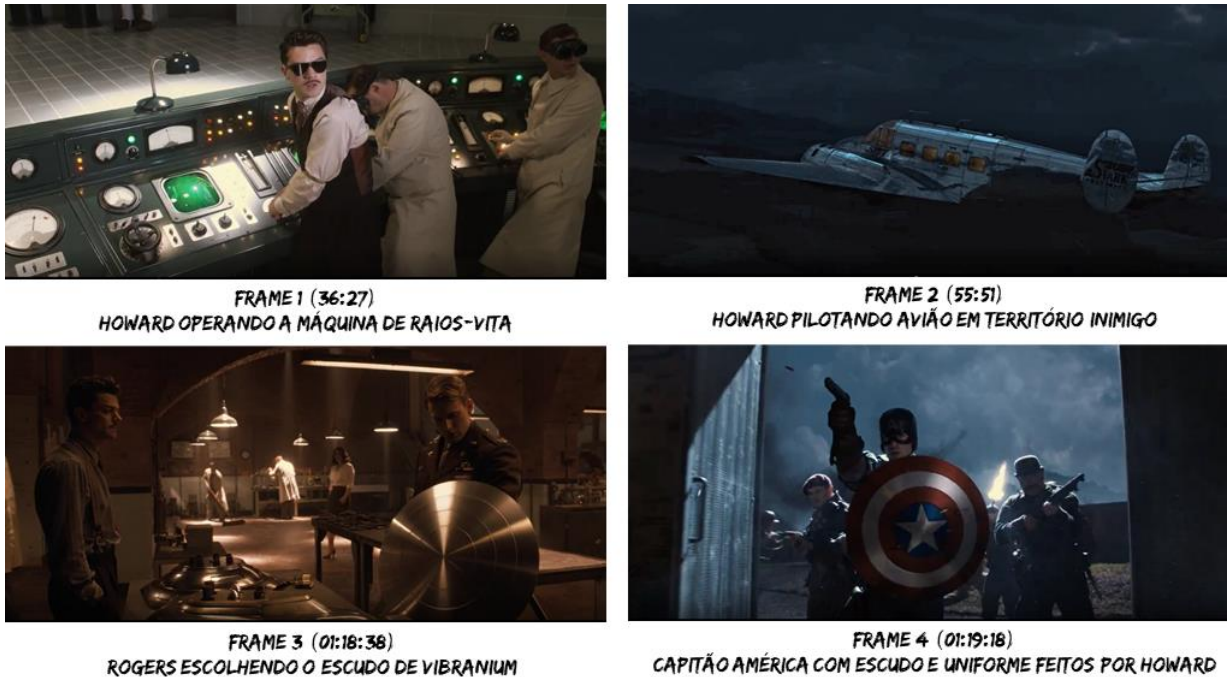 STARK
FRAME 1 (36:27)
HOWARD OPERANDO A MÁQUINA DE RAIOS-VITA
FRAME 2 (55:51)
HOWARD PILOTANDO AVIÃO EM TERRITÓRIO INIMIGO
FRAME 3 (01:18:38)
ROGERS ESCOLHENDO O ESCUDO DE VIBRANIUM
FRAME 4 (01:19:18)
CAPITÃO AMÉRICA COM ESCUDO E UNIFORME FEITOS POR HOWARD